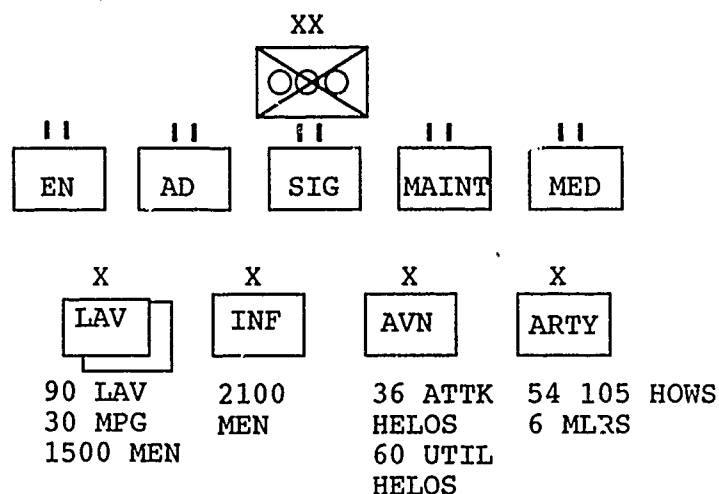 XX
II II II II II
EN AD SIG MAINT MED
X X X X
LAV INF AVN ARTY
90 LAV 2100 36 ATTK 54 105 HOWS
30 MPG MEN HELOS 6 MLRS
1500 MEN 60 UTIL
HELOS